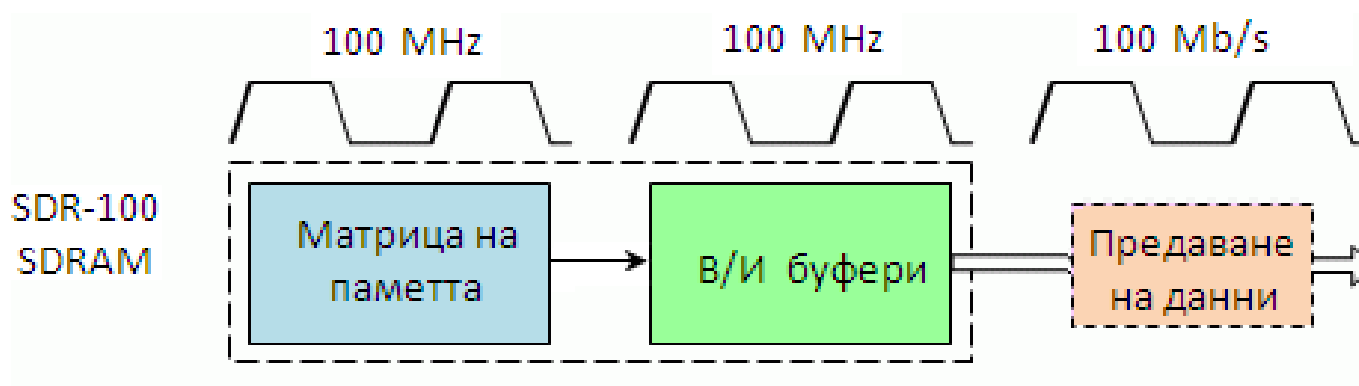 100 MHz
100 MHz
100 Mb/s
SDR-100
SDRAM
Матрица на
паметта
В/И буфери
Предаване
на данни